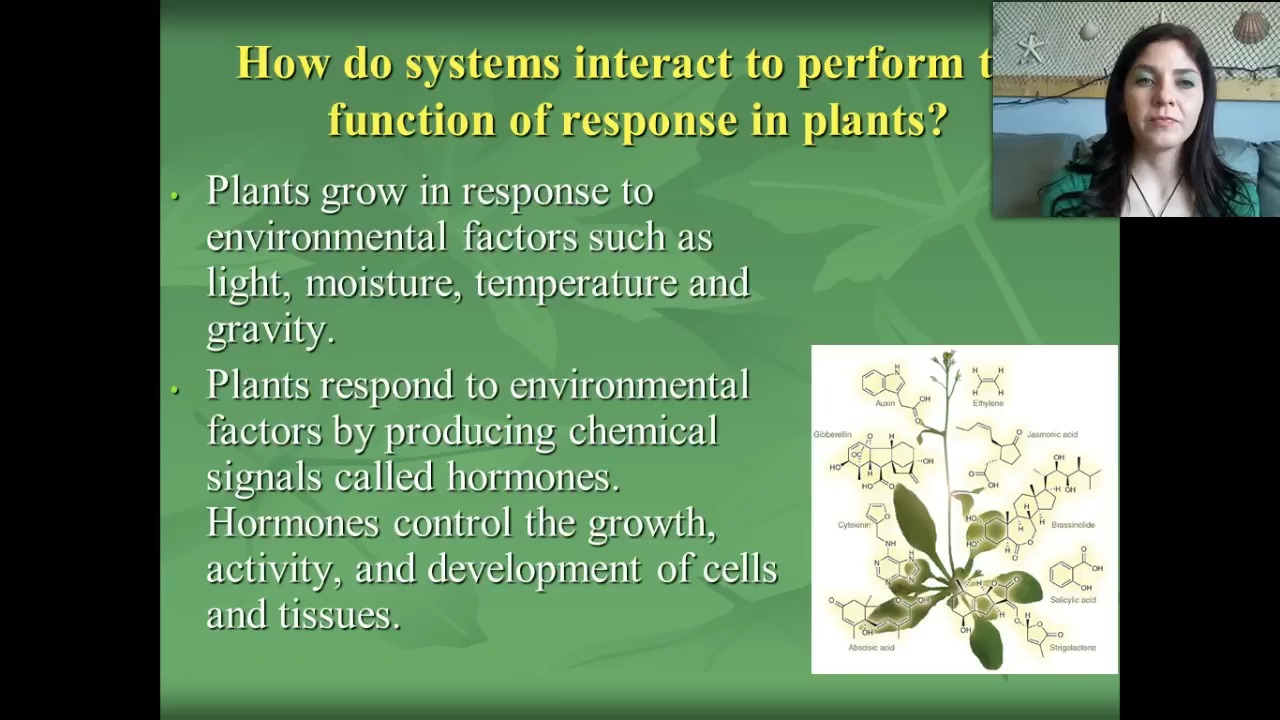 How do systems interact to perform t
function of response in plants?
• Plants grow in response to
environmental factors such as
light, moisture, temperature and
gravity.
• Plants respond to environmental
factors by producing chemical
signals called hormones.
Hormones control the growth,
activity, and development of cells
and tissues.
Auxin
Ethylene
Gibberellin
Jasmonic acid
Cytokinin
Brassinolide
Salicylic acid
Abscisic acid
Strigolactone